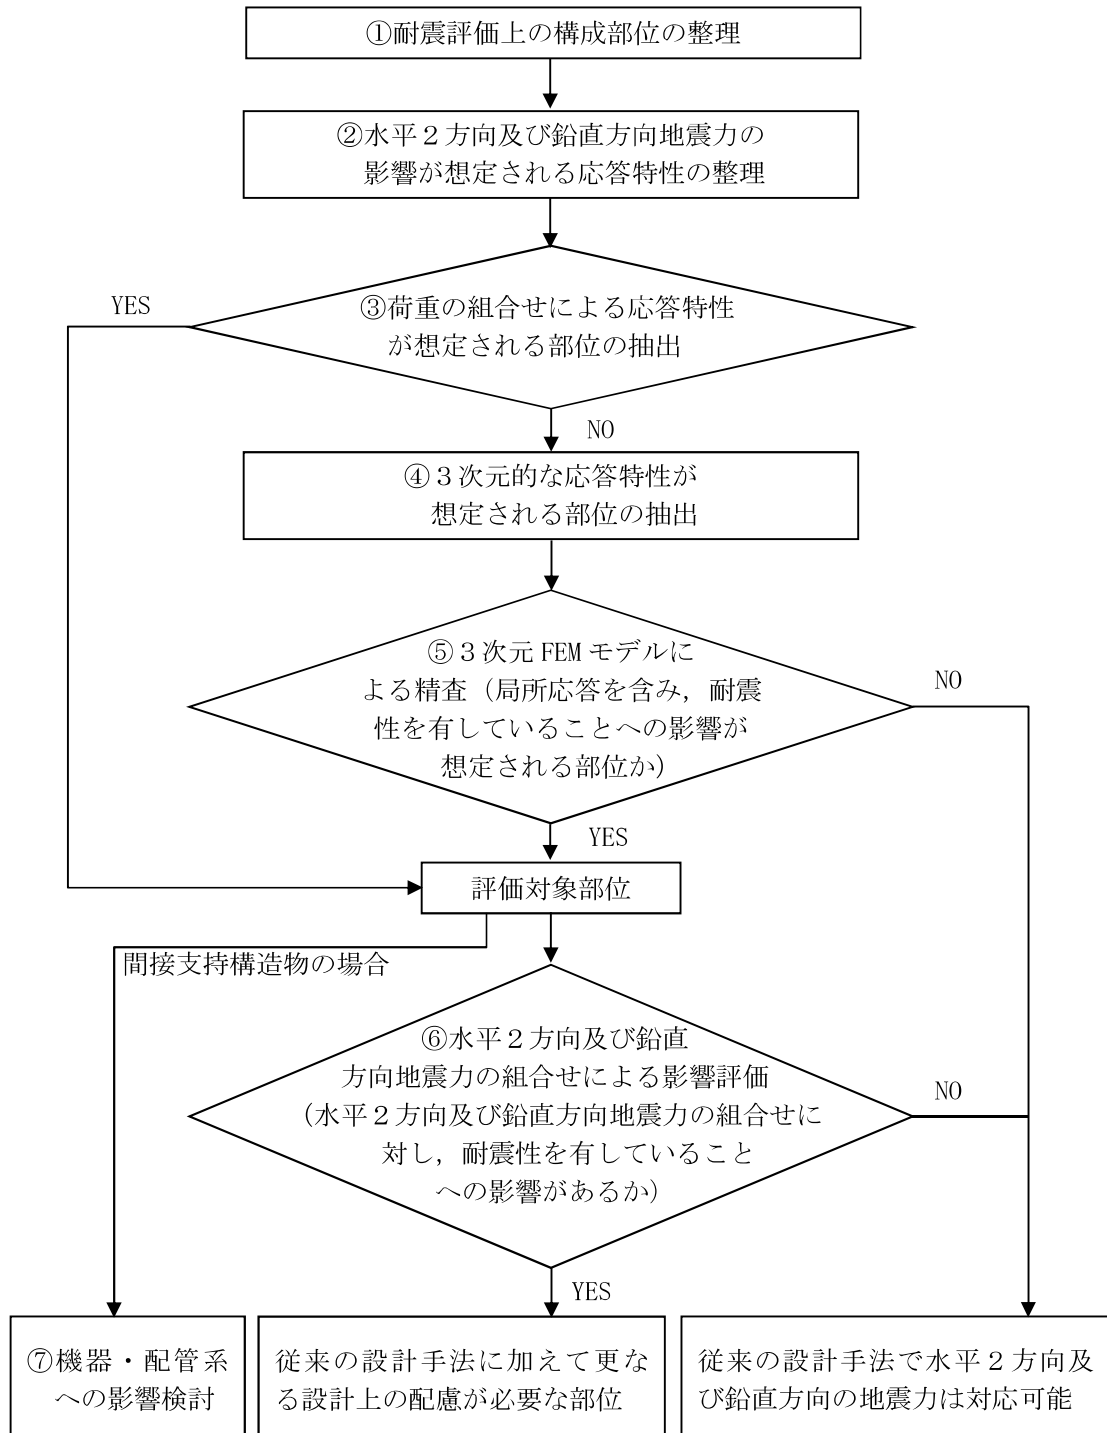 ①耐震評価上の構成部位の整理
②水平２方向及び鉛直方向地震力の
影響が想定される応答特性の整理
YES
③荷重の組合せによる応答特性
が想定される部位の抽出
NO
④３次元的な応答特性が
想定される部位の抽出
⑤３次元 FEM モデルに
よる精査（局所応答を含み，耐震
性を有していることへの影響が
想定される部位か）
NO
YES
評価対象部位
間接支持構造物の場合
⑥水平２方向及び鉛直
方向地震力の組合せによる影響評価
（水平２方向及び鉛直方向地震力の組合せに
対し，耐震性を有していること
への影響があるか）
NO
YES
⑦機器・配管系
への影響検討
従来の設計手法に加えて更な
る設計上の配慮が必要な部位
従来の設計手法で水平２方向及
び鉛直方向の地震力は対応可能